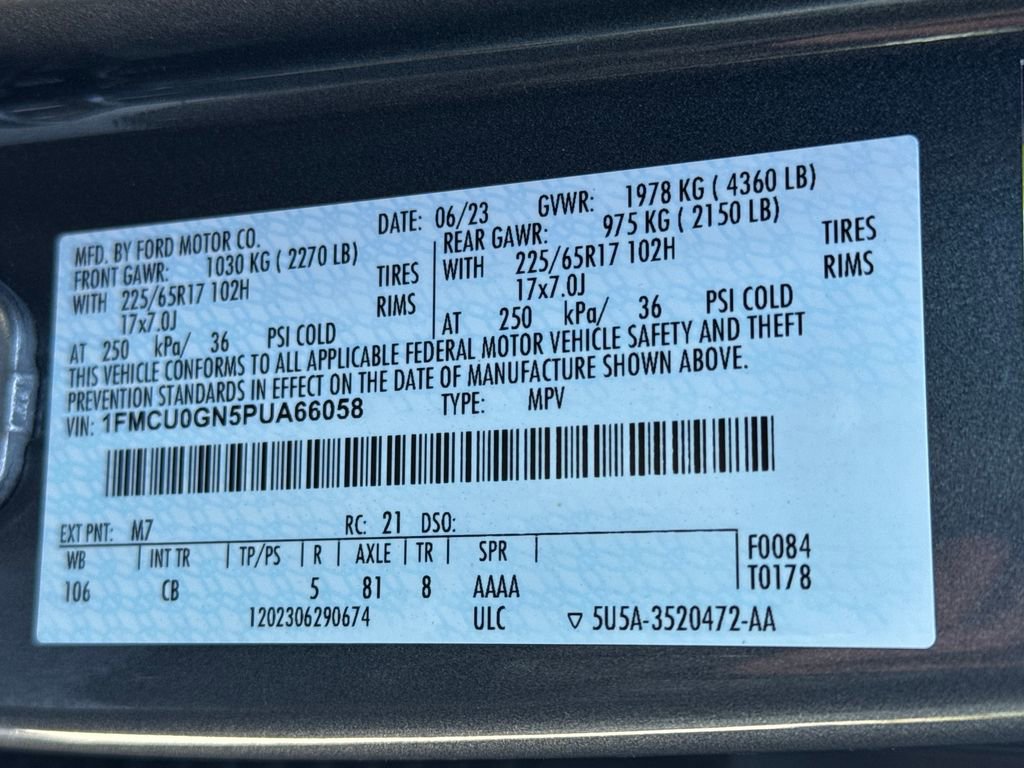 MFD. BY FORD MOTOR CO. DATE: 06/23 GVWR: 1978 KG ( 4360 LB)
FRONT GAWR: 1030 KG ( 2270 LB) REAR GAWR: 975 KG ( 2150 LB)
WITH 225/65R17 102H TIRES WITH 225/65R17 102H TIRES
17x7.0J RIMS 17x7.0J RIMS
AT 250 kPa/ 36 PSI COLD AT 250 kPa/ 36 PSI COLD
THIS VEHICLE CONFORMS TO ALL APPLICABLE FEDERAL MOTOR VEHICLE SAFETY AND THEFT
PREVENTION STANDARDS IN EFFECT ON THE DATE OF MANUFACTURE SHOWN ABOVE.
VIN: 1FMCU0GN5PUA66058 TYPE: MPV
EXT PNT: M7 RC: 21 DSO:
WB INT TR TP/PS R AXLE TR SPR F0084
106 CB 5 81 8 AAAA T0178
1202306290674 ULC ▽ 5U5A-3520472-AA